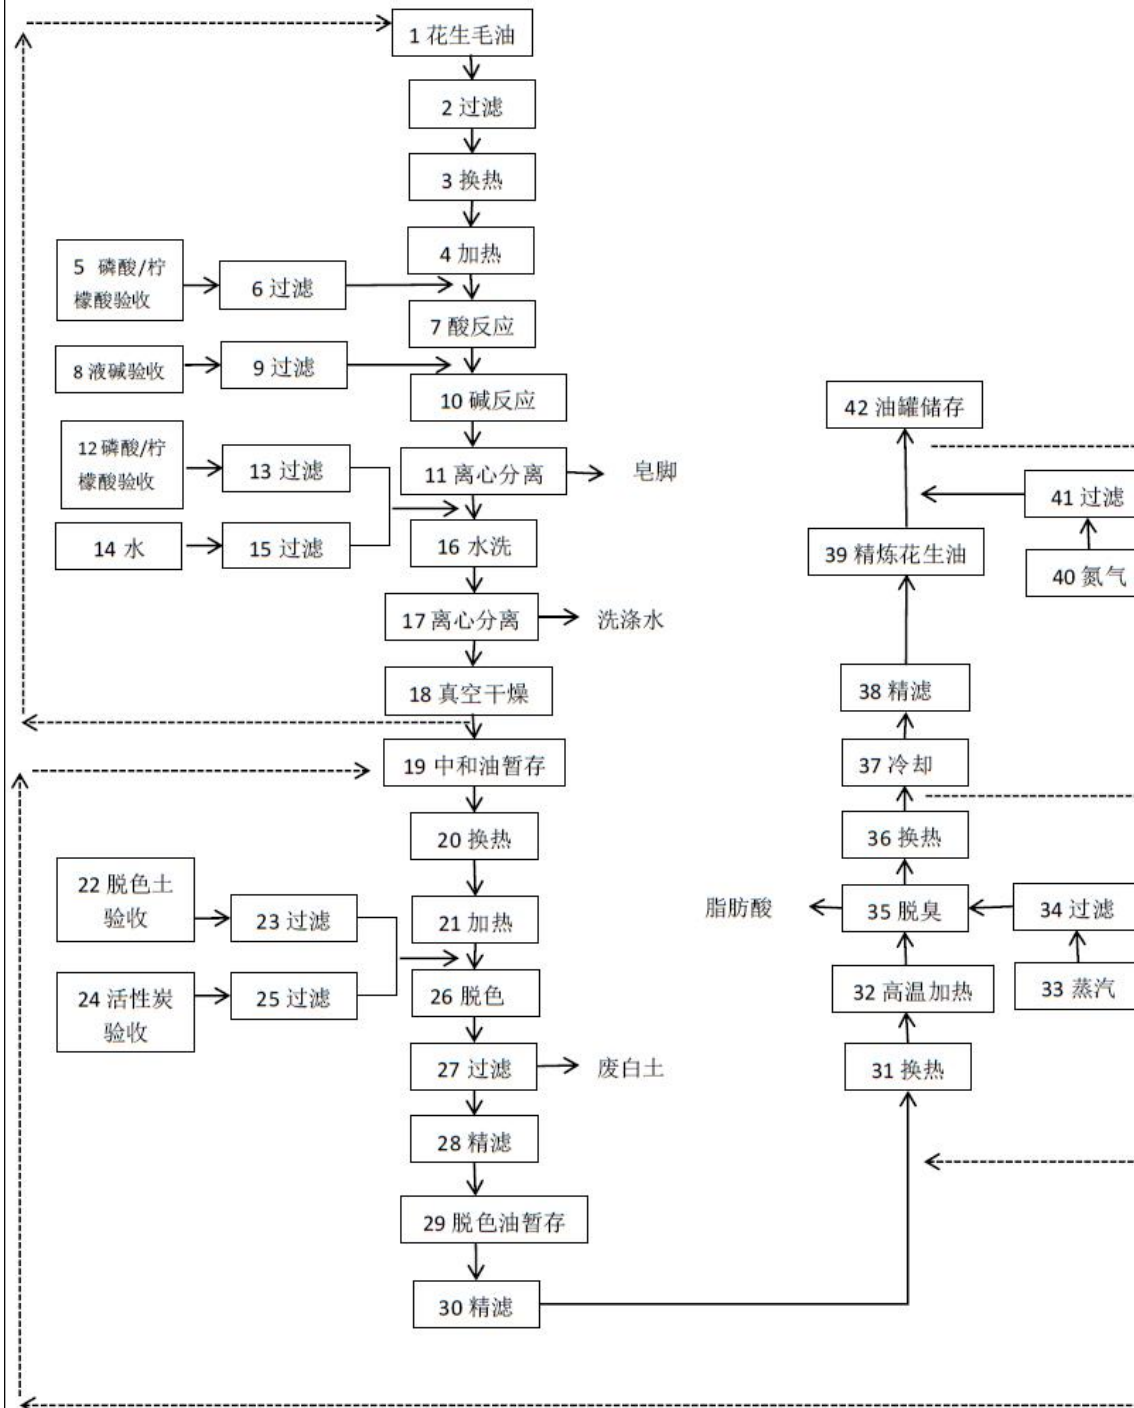 1 花生毛油
2 过滤
3 换热
4 加热
5 磷酸/柠
檬酸验收
6 过滤
7 酸反应
8 液碱验收
9 过滤
10 碱反应
11 离心分离
皂脚
12 磷酸/柠
檬酸验收
13 过滤
14 水
15 过滤
16 水洗
17 离心分离
洗涤水
18 真空干燥
19 中和油暂存
20 换热
21 加热
22 脱色土
验收
23 过滤
24 活性炭
验收
25 过滤
26 脱色
27 过滤
废白土
28 精滤
29 脱色油暂存
30 精滤
31 换热
32 高温加热
33 蒸汽
34 过滤
35 脱臭
脂肪酸
36 换热
37 冷却
38 精滤
39 精炼花生油
40 氮气
41 过滤
42 油罐储存